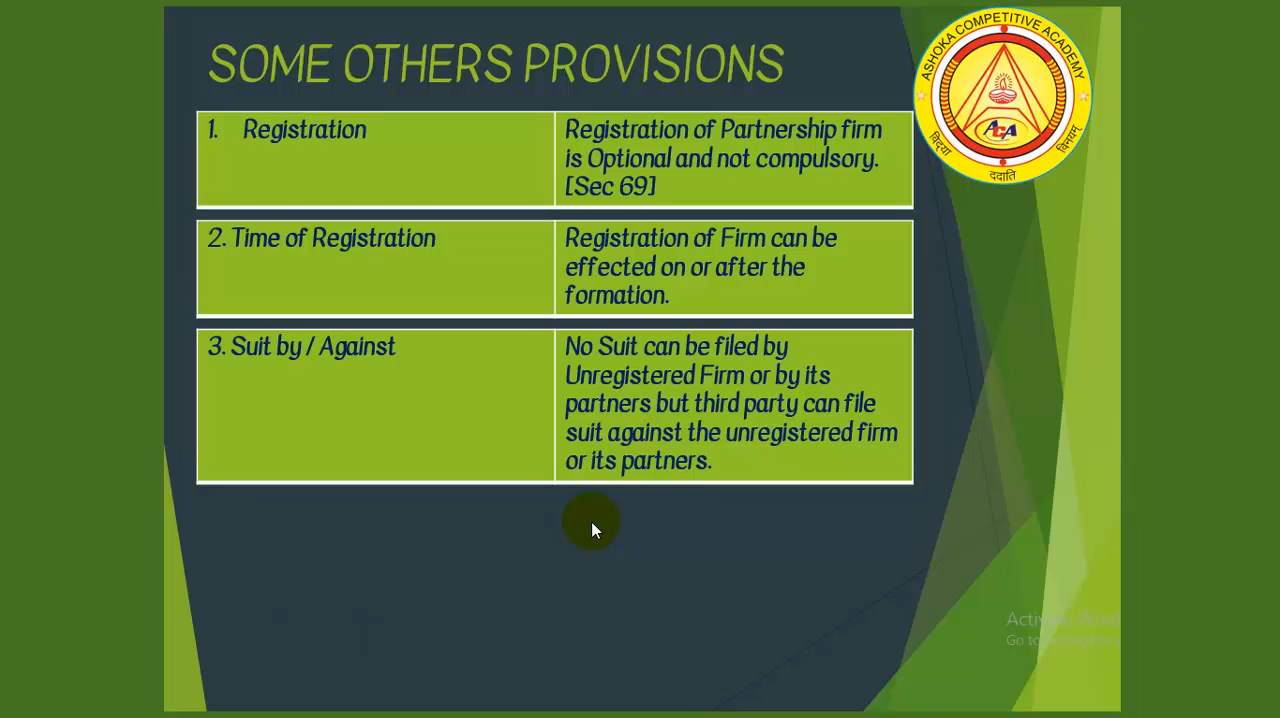 SOME OTHERS PROVISIONS
ASHOKA COMPETITIVE ACADEMY
ACA
विद्या
ददाति
विनयम्
1. Registration
Registration of Partnership firm
is Optional and not compulsory.
[Sec 69]
2. Time of Registration
Registration of Firm can be
effected on or after the
formation.
3. Suit by / Against
No Suit can be filed by
Unregistered Firm or by its
partners but third party can file
suit against the unregistered firm
or its partners.
Go to